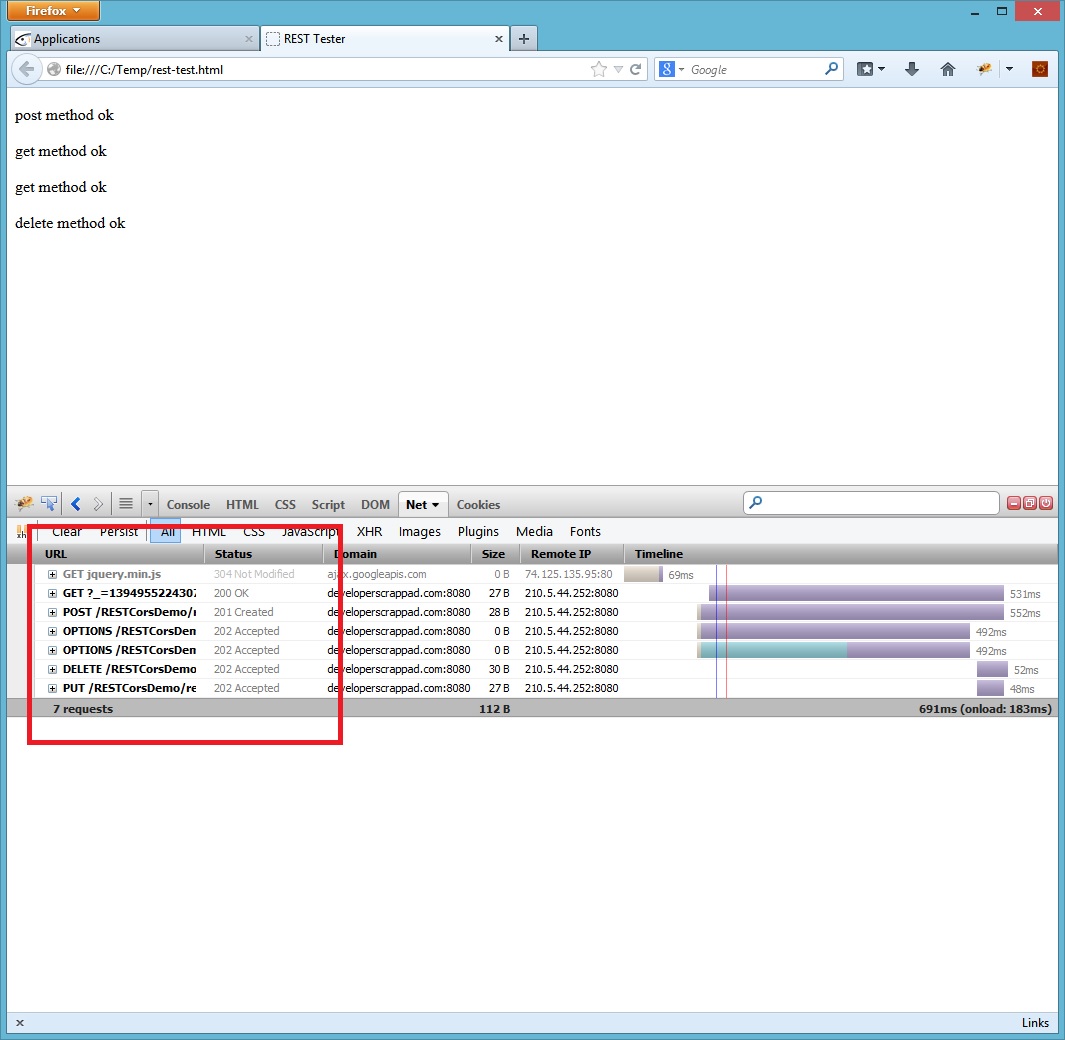 Firefox
Applications
REST Tester
file:///C:/Temp/rest-test.html
Google
post method ok
get method ok
get method ok
delete method ok
Console HTML CSS Script DOM Net Cookies
Clear Persist All HTML CSS JavaScript XHR Images Plugins Media Fonts
URL Status Domain Size Remote IP Timeline
GET jquery.min.js 304 Not Modified ajax.googleapis.com 0 B 74.125.135.95:80 69ms
GET ?_=1394955224307 200 OK developerscrappad.com:8080 27 B 210.5.44.252:8080 531ms
POST /RESTCorsDemo/r 201 Created developerscrappad.com:8080 28 B 210.5.44.252:8080 552ms
OPTIONS /RESTCorsDem 202 Accepted developerscrappad.com:8080 0 B 210.5.44.252:8080 492ms
OPTIONS /RESTCorsDem 202 Accepted developerscrappad.com:8080 0 B 210.5.44.252:8080 492ms
DELETE /RESTCorsDemo 202 Accepted developerscrappad.com:8080 30 B 210.5.44.252:8080 52ms
PUT /RESTCorsDemo/re 202 Accepted developerscrappad.com:8080 27 B 210.5.44.252:8080 48ms
7 requests 112 B 691ms (onload: 183ms)
Links